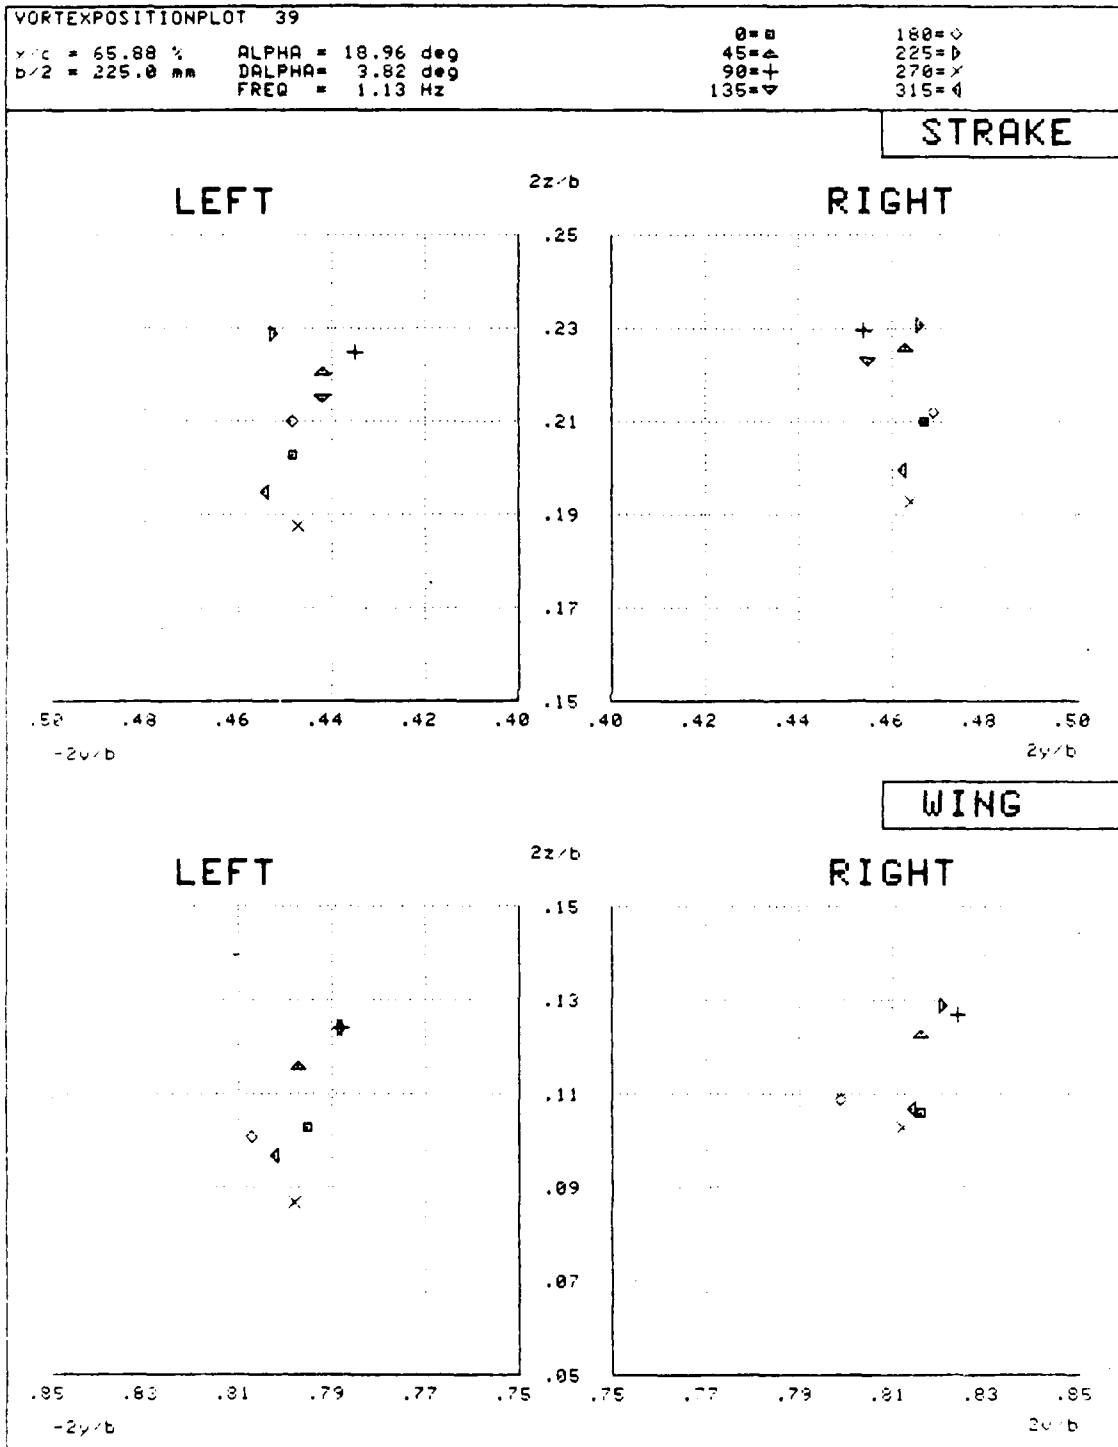 VORTEXPOSITIONPLOT 39
x/c = 65.88 % ALPHA = 18.96 deg 0= 180=
b/2 = 225.0 mm DALPHA= 3.82 deg 45= 225=
FREQ = 1.13 Hz 90= 270=
135= 315=
STRAKE
2z/b
LEFT RIGHT
.25
.23
.21
.19
.17
.15
.50 .48 .46 .44 .42 .40 .40 .42 .44 .46 .48 .50
-2y/b 2y/b
WING
2z/b
LEFT RIGHT
.15
.13
.11
.09
.07
.05
.85 .83 .81 .79 .77 .75 .75 .77 .79 .81 .83 .85
-2y/b 2y/b